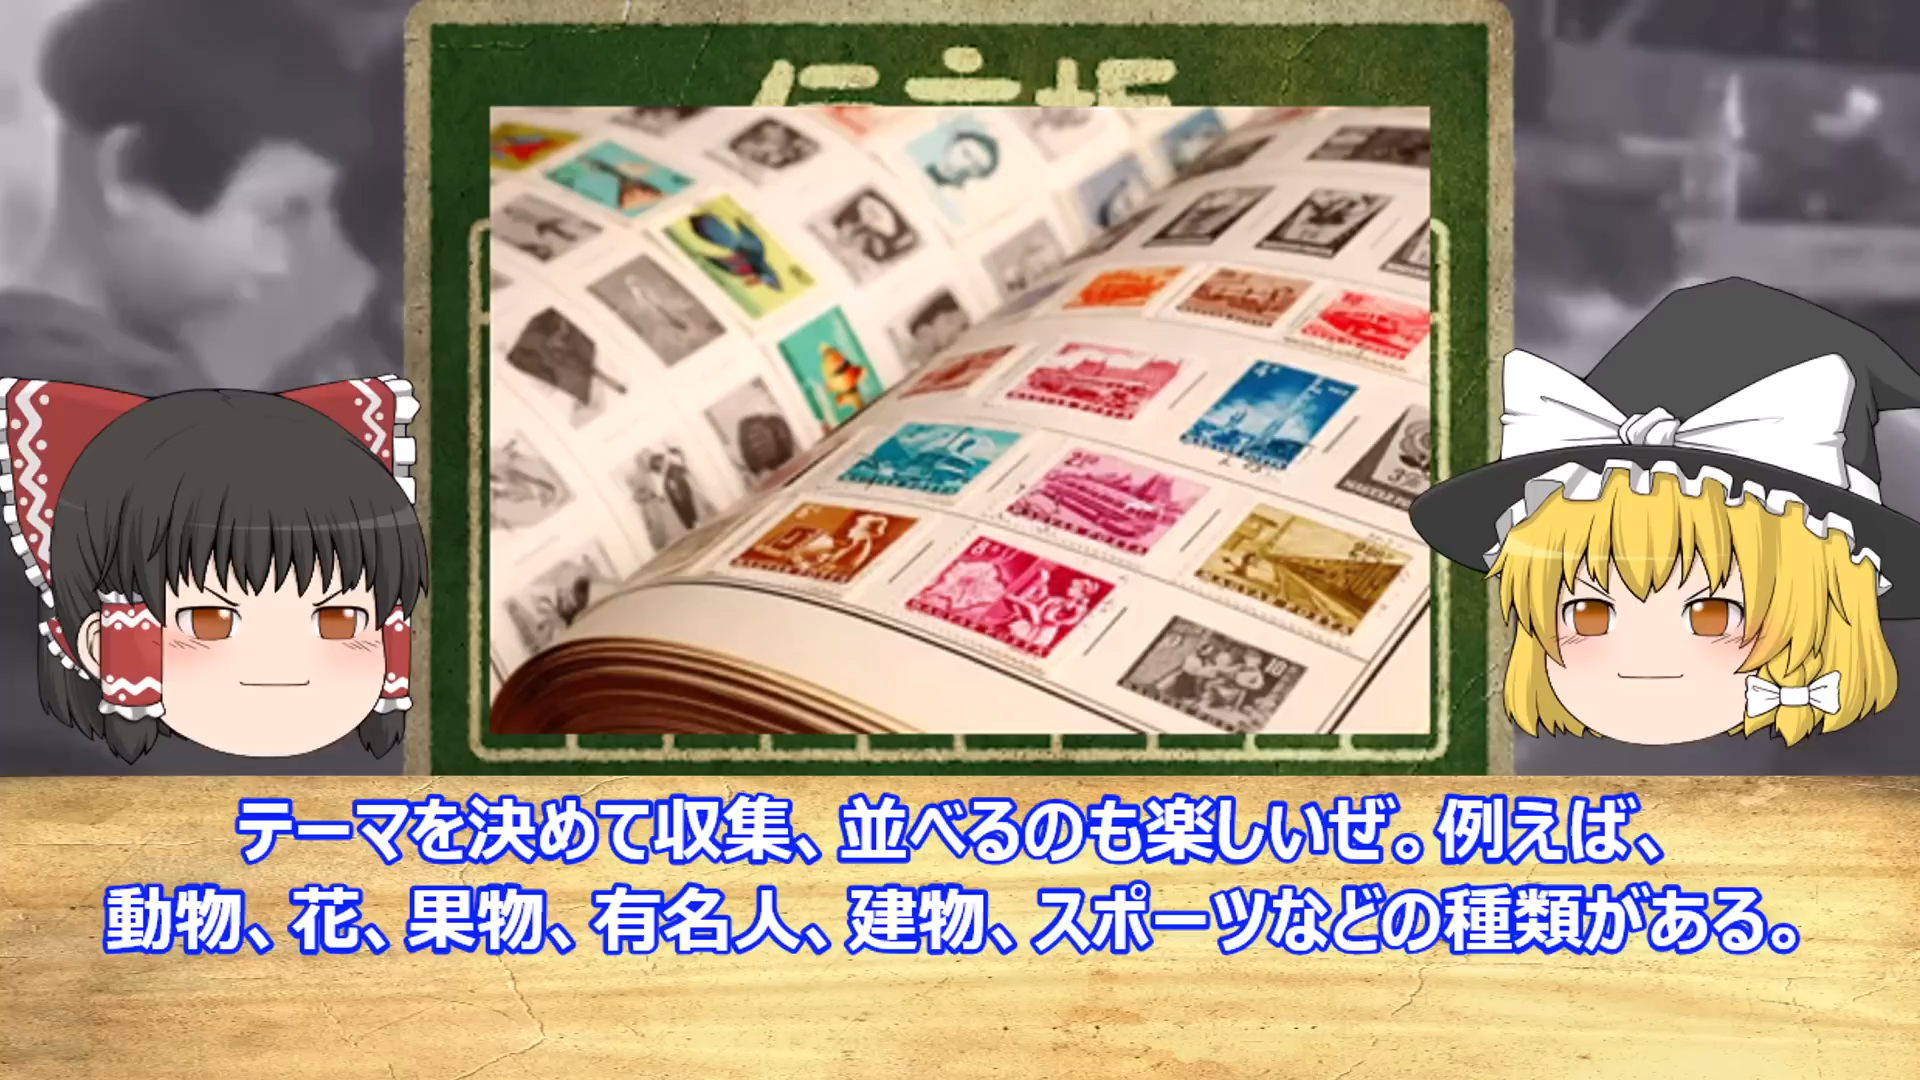 テーマを決めて収集、並べるのも楽しいぜ。例えば、
動物、花、果物、有名人、建物、スポーツなどの種類がある。